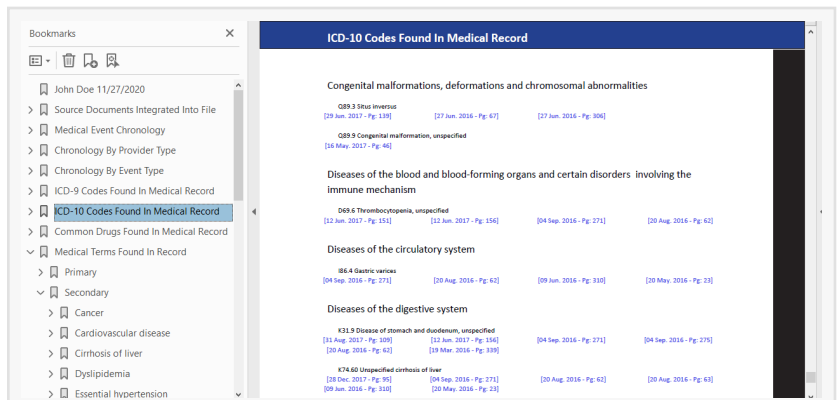 Bookmarks
John Doe 11/27/2020
Source Documents Integrated Into File
Medical Event Chronology
Chronology By Provider Type
Chronology By Event Type
ICD-9 Codes Found In Medical Record
ICD-10 Codes Found In Medical Record
Common Drugs Found In Medical Record
Medical Terms Found In Record
Primary
Secondary
Cancer
Cardiovascular disease
Cirrhosis of liver
Dyslipidemia
Essential hypertension
ICD-10 Codes Found In Medical Record
Congenital malformations, deformations and chromosomal abnormalities
Q89.3 Situs inversus
[29 Jun. 2017 - Pg: 139] [27 Jun. 2016 - Pg: 67] [27 Jun. 2016 - Pg: 306]
Q89.9 Congenital malformation, unspecified
[16 May. 2017 - Pg: 46]
Diseases of the blood and blood-forming organs and certain disorders involving the
immune mechanism
D69.6 Thrombocytopenia, unspecified
[12 Jun. 2017 - Pg: 151] [12 Jun. 2017 - Pg: 156] [04 Sep. 2016 - Pg: 271] [20 Aug. 2016 - Pg: 62]
Diseases of the circulatory system
I86.4 Gastric varices
[04 Sep. 2016 - Pg: 271] [20 Aug. 2016 - Pg: 62] [09 Jun. 2016 - Pg: 310] [20 May. 2016 - Pg: 23]
Diseases of the digestive system
K31.9 Disease of stomach and duodenum, unspecified
[31 Aug. 2017 - Pg: 109] [12 Jun. 2017 - Pg: 156] [04 Sep. 2016 - Pg: 271] [04 Sep. 2016 - Pg: 275]
[20 Aug. 2016 - Pg: 62] [19 Mar. 2016 - Pg: 339]
K74.60 Unspecified cirrhosis of liver
[28 Dec. 2017 - Pg: 95] [04 Sep. 2016 - Pg: 271] [20 Aug. 2016 - Pg: 62] [20 Aug. 2016 - Pg: 63]
[09 Jun. 2016 - Pg: 310] [20 May. 2016 - Pg: 23]